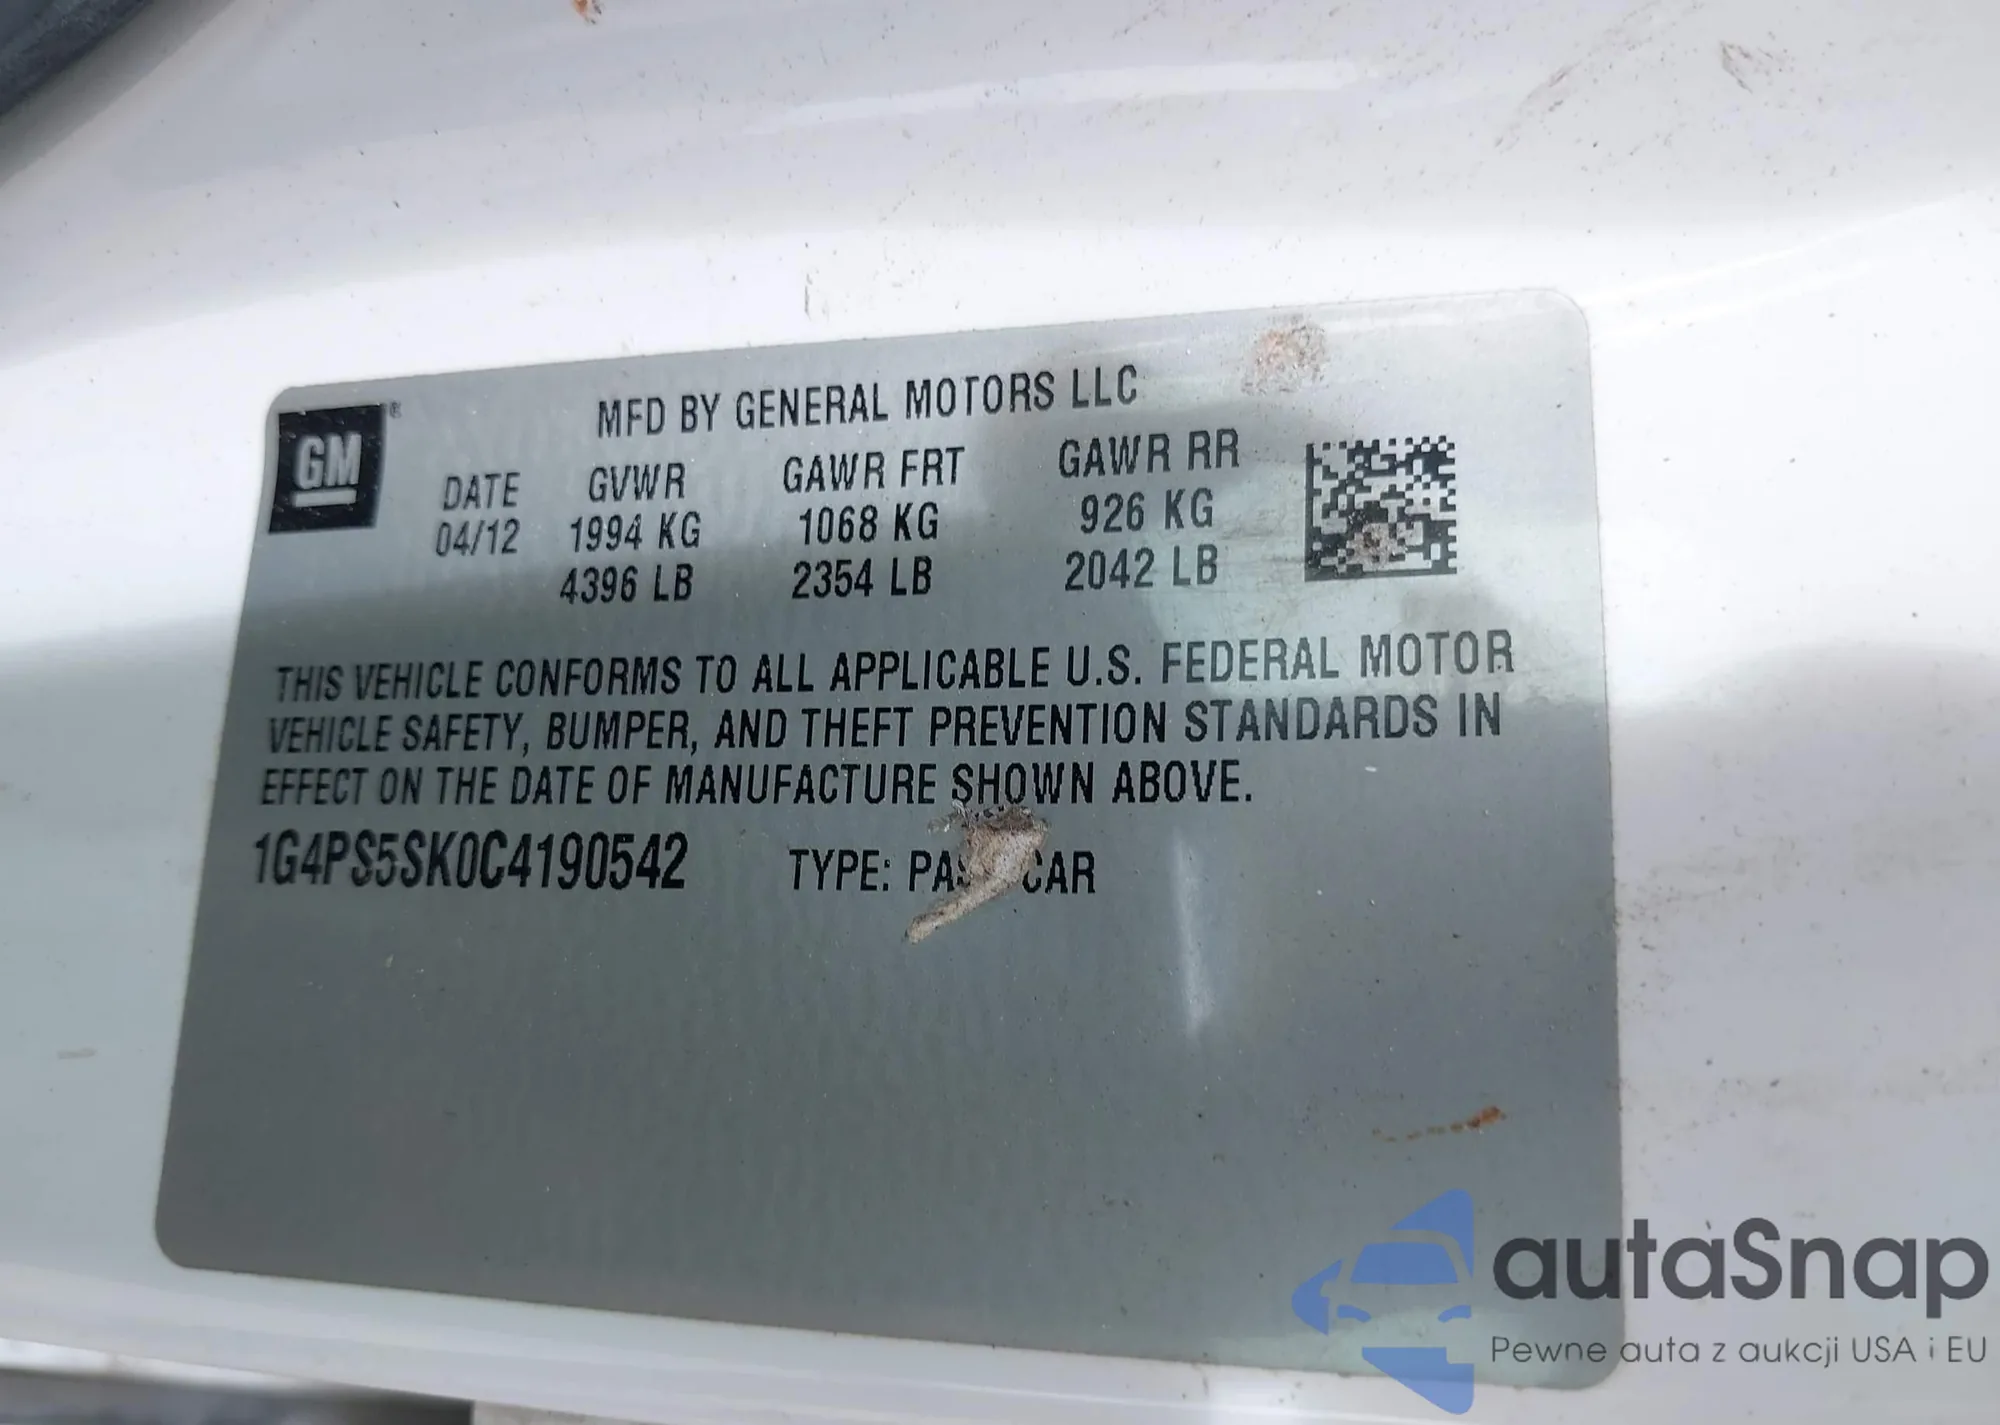 MFD BY GENERAL MOTORS LLC
GM®
DATE GVWR GAWR FRT GAWR RR
04/12 1994 KG 1068 KG 926 KG
4396 LB 2354 LB 2042 LB
THIS VEHICLE CONFORMS TO ALL APPLICABLE U.S. FEDERAL MOTOR
VEHICLE SAFETY, BUMPER, AND THEFT PREVENTION STANDARDS IN
EFFECT ON THE DATE OF MANUFACTURE SHOWN ABOVE.
1G4PS5SK0C4190542 TYPE: CAR
autaSnap
Pewne auta z aukcji USA i EU